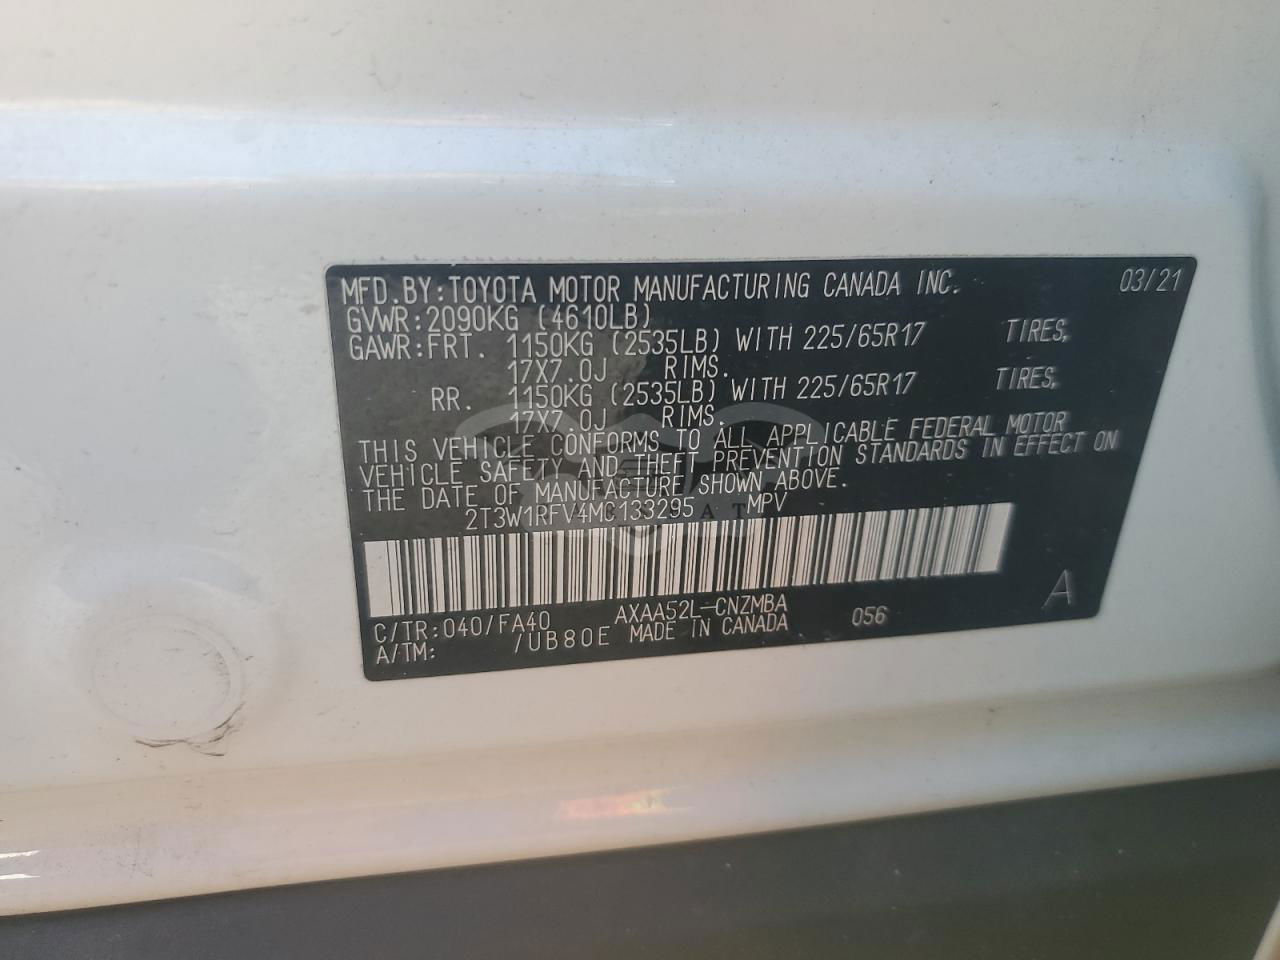 MFD.BY:TOYOTA MOTOR MANUFACTURING CANADA INC. 03/21
GVWR:2090KG (4610LB)
GAWR:FRT. 1150KG (2535LB) WITH 225/65R17 TIRES,
17X7.0J RIMS.
RR. 1150KG (2535LB) WITH 225/65R17 TIRES,
17X7.0J RIMS.
THIS VEHICLE CONFORMS TO ALL APPLICABLE FEDERAL MOTOR
VEHICLE SAFETY AND THEFT PREVENTION STANDARDS IN EFFECT ON
THE DATE OF MANUFACTURE SHOWN ABOVE.
2T3W1RFV4MC133295 MPV
C/TR:040/FA40 AXAA52L-CNZMBA 056 A
A/TM: /UB80E MADE IN CANADA